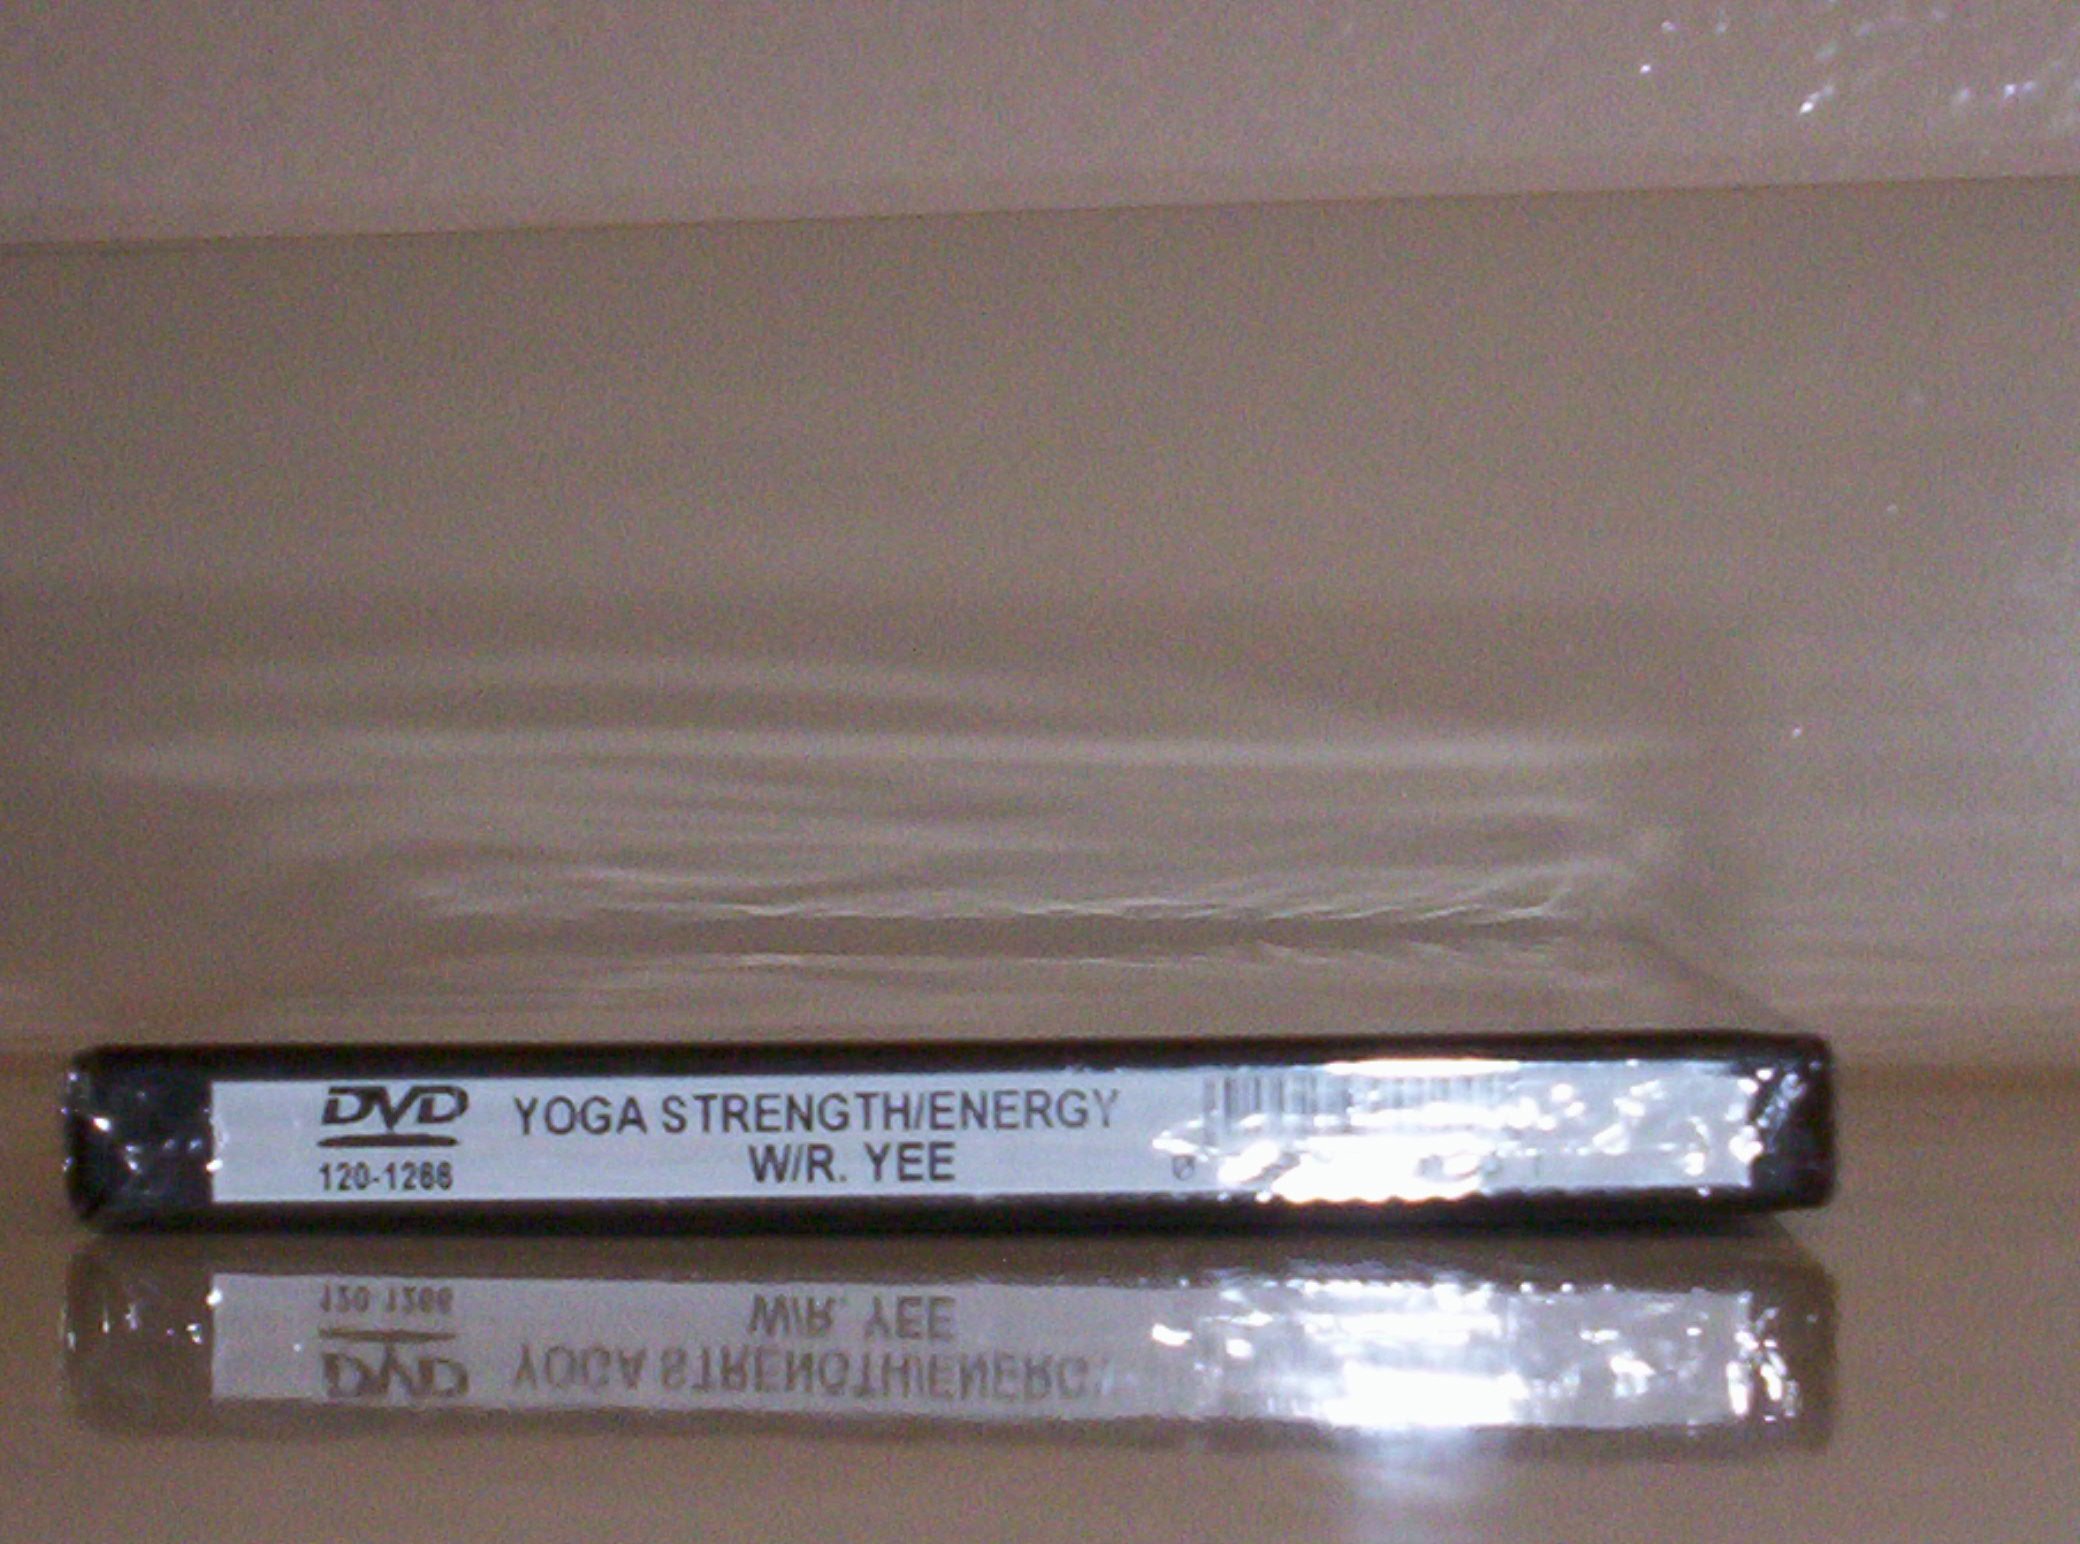 DVD
120-1266
YOGA STRENGTH/ENERGY
W/R. YEE